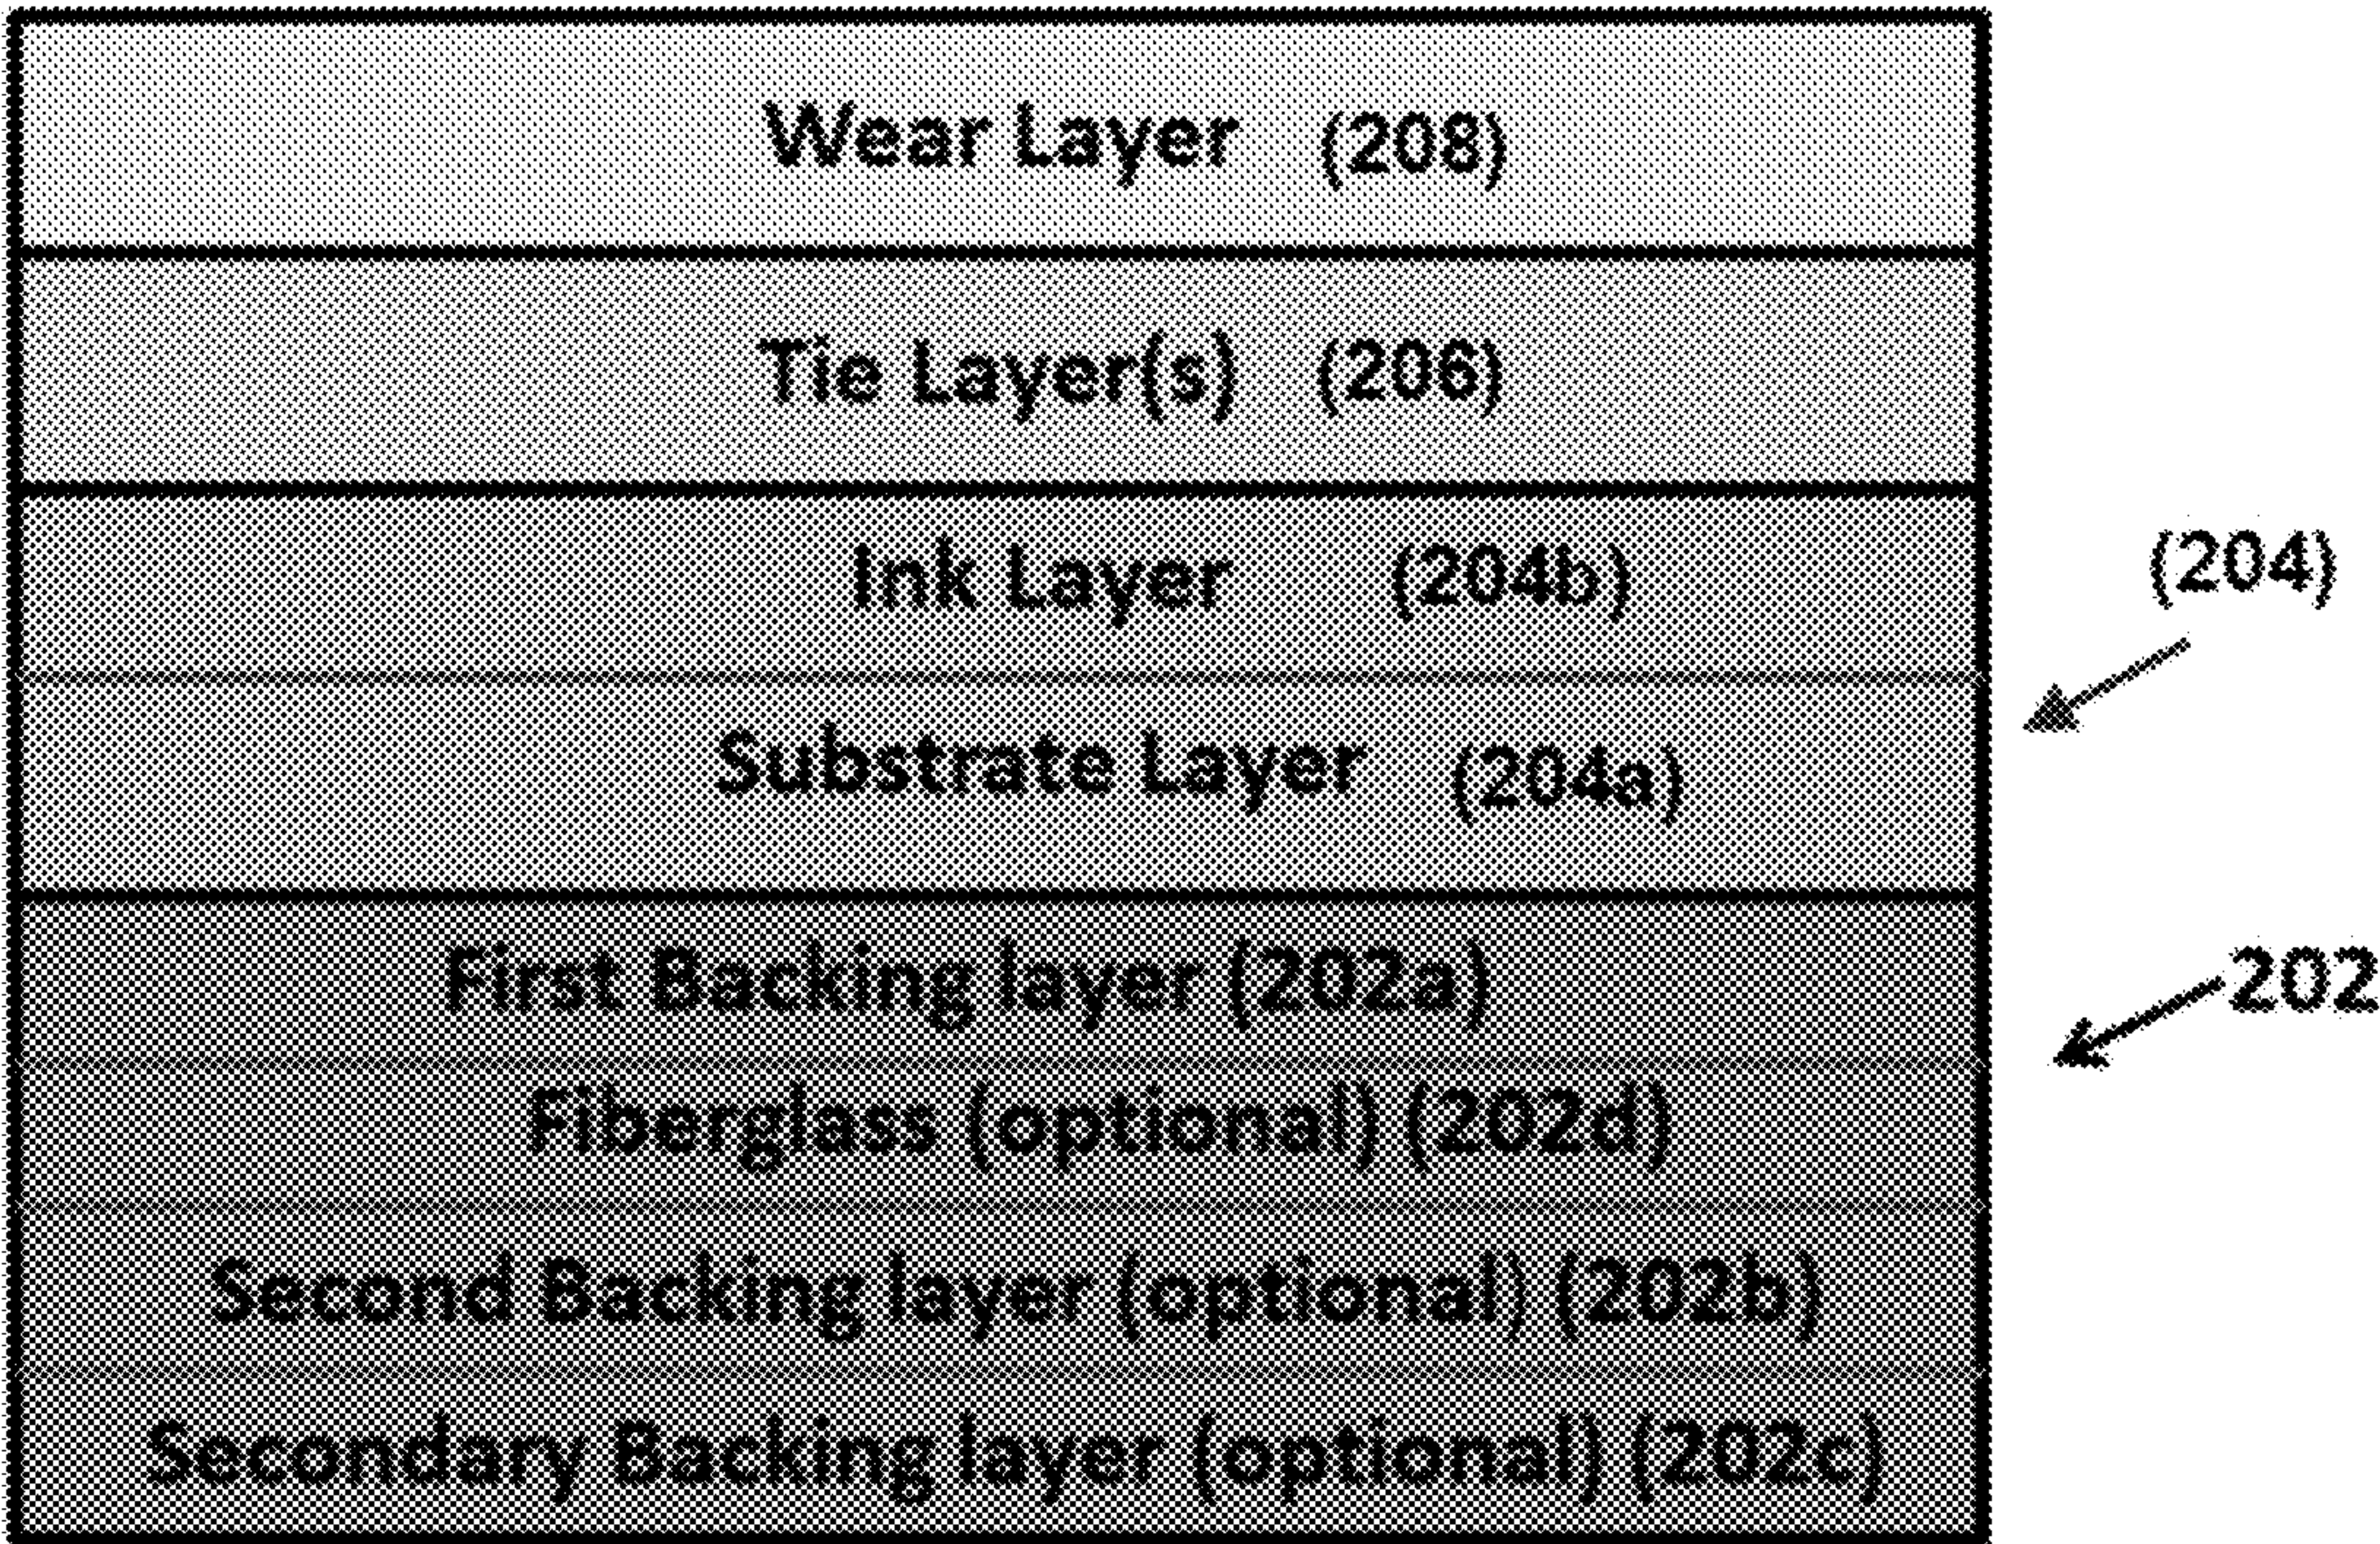 Wear Layer (208)
Tie Layer(s) (206)
Ink Layer (204b)
(204)
Substrate Layer (204a)
First Backing layer (202a)
202
Fiberglass (optional) (202d)
Second Backing layer (optional) (202b)
Secondary Backing layer (optional) (202c)